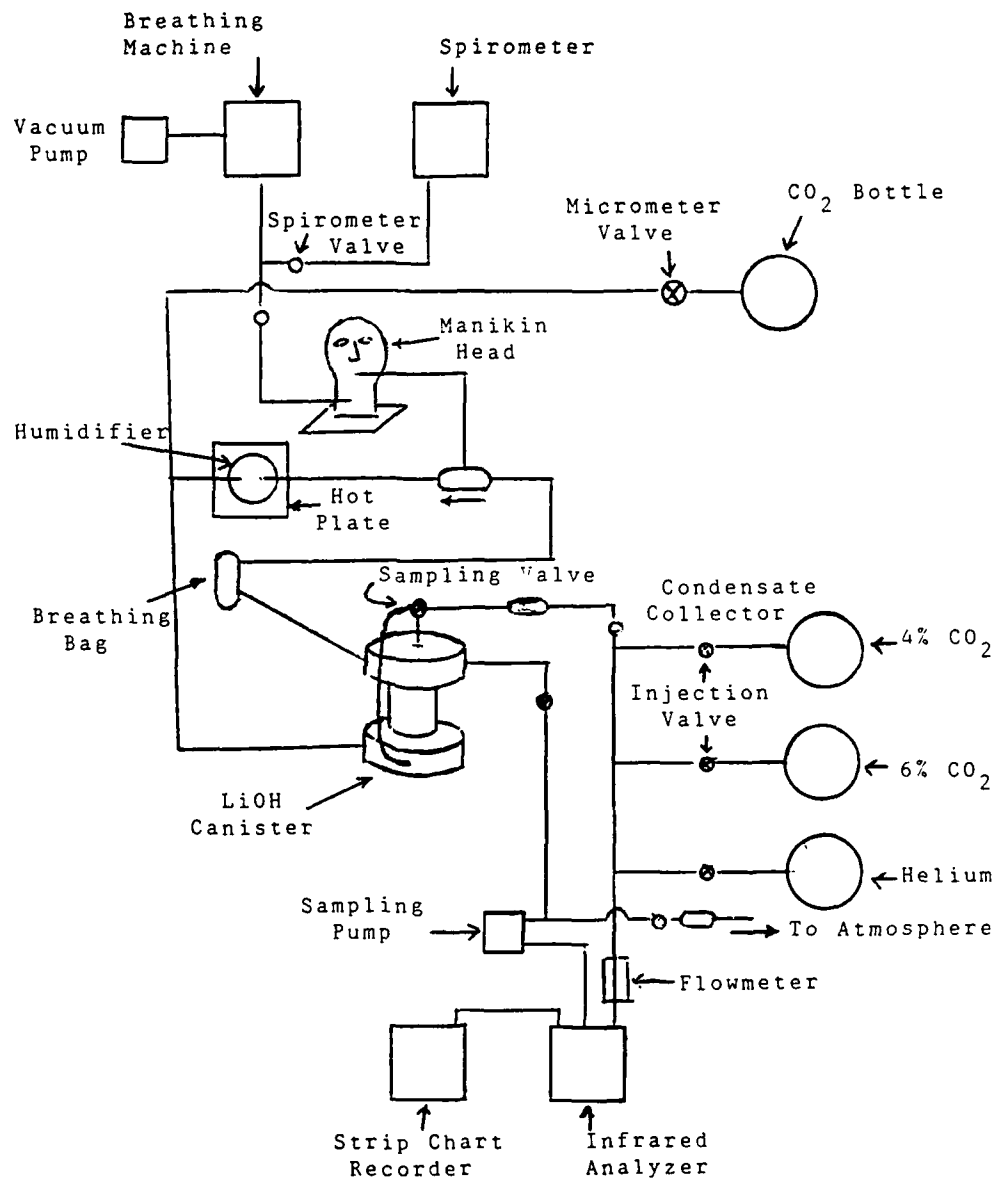 Breathing
Machine
Spirometer
Vacuum
Pump
CO2 Bottle
Micrometer
Valve
Spirometer
Valve
Manikin
Head
Humidifier
Hot
Plate
Sampling Valve
Breathing
Bag
Condensate
Collector
4% CO2
Injection
Valve
6% CO2
LiOH
Canister
Helium
Sampling
Pump
To Atmosphere
Flowmeter
Strip Chart
Recorder
Infrared
Analyzer